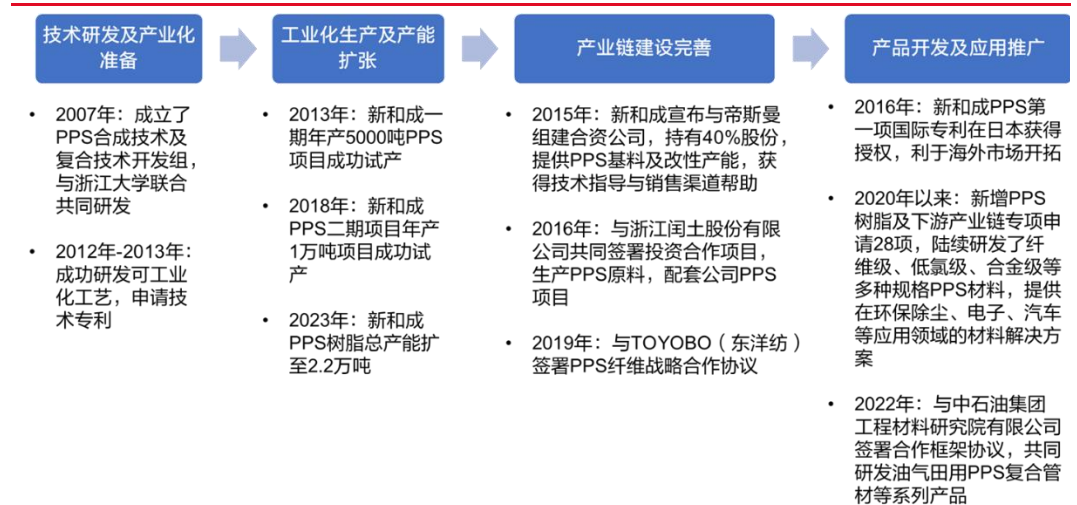 技术研发及产业化
准备
• 2007年：成立了
PPS合成技术及
复合技术开发组，
与浙江大学联合
共同研发
• 2012年-2013年：
成功研发可工业
化工艺，申请技
术专利
工业化生产及产能
扩张
• 2013年：新和成一
期年产5000吨PPS
项目成功试产
• 2018年：新和成
PPS二期项目年产
1万吨项目成功试
产
• 2023年：新和成
PPS树脂总产能扩
至2.2万吨
产业链建设完善
• 2015年：新和成宣布与帝斯曼
组建合资公司，持有40%股份，
提供PPS基料及改性产能，获
得技术指导与销售渠道帮助
• 2016年：与浙江闰土股份有限
公司共同签署投资合作项目，
生产PPS原料，配套公司PPS
项目
• 2019年：与TOYOBO（东洋纺）
签署PPS纤维战略合作协议
产品开发及应用推广
• 2016年：新和成PPS第
一项国际专利在日本获得
授权，利于海外市场开拓
• 2020年以来：新增PPS
树脂及下游产业链专项申
请28项，陆续研发了纤
维级、低氯级、合金级等
多种规格PPS材料，提供
在环保除尘、电子、汽车
等应用领域的材料解决方
案
• 2022年：与中石油集团
工程材料研究院有限公司
签署合作框架协议，共同
研发油气田用PPS复合管
材等系列产品